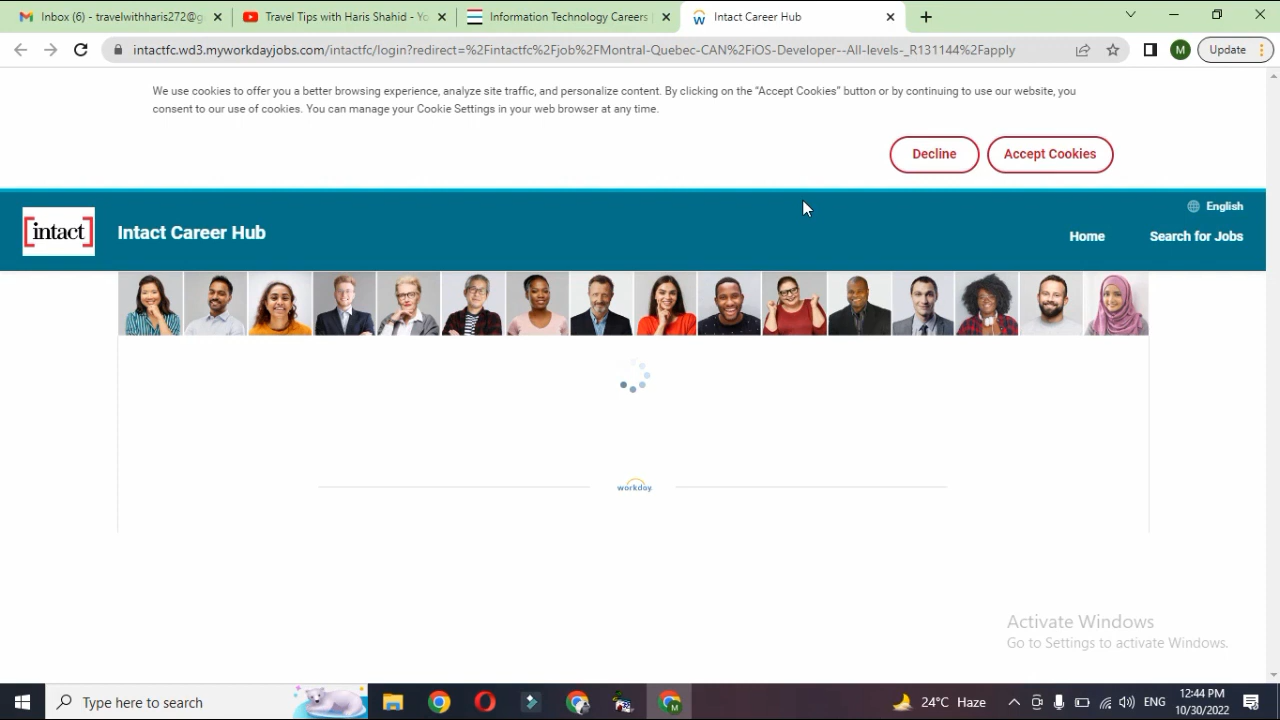 Inbox (6) - travelwithharis272@g
Travel Tips with Haris Shahid - Yo
Information Technology Careers |
Intact Career Hub
intactfc.wd3.myworkdayjobs.com/intactfc/login?redirect=%2Fintactfc%2Fjob%2FMontral-Quebec-CAN%2FiOS-Developer--All-levels-_R131144%2Fapply
M
Update
We use cookies to offer you a better browsing experience, analyze site traffic, and personalize content. By clicking on the “Accept Cookies” button or by continuing to use our website, you
consent to our use of cookies. You can manage your Cookie Settings in your web browser at any time.
Decline
Accept Cookies
English
[intact]
Intact Career Hub
Home
Search for Jobs
workday
Activate Windows
Go to Settings to activate Windows.
Type here to search
M
24°C Haze
ENG
12:44 PM
10/30/2022